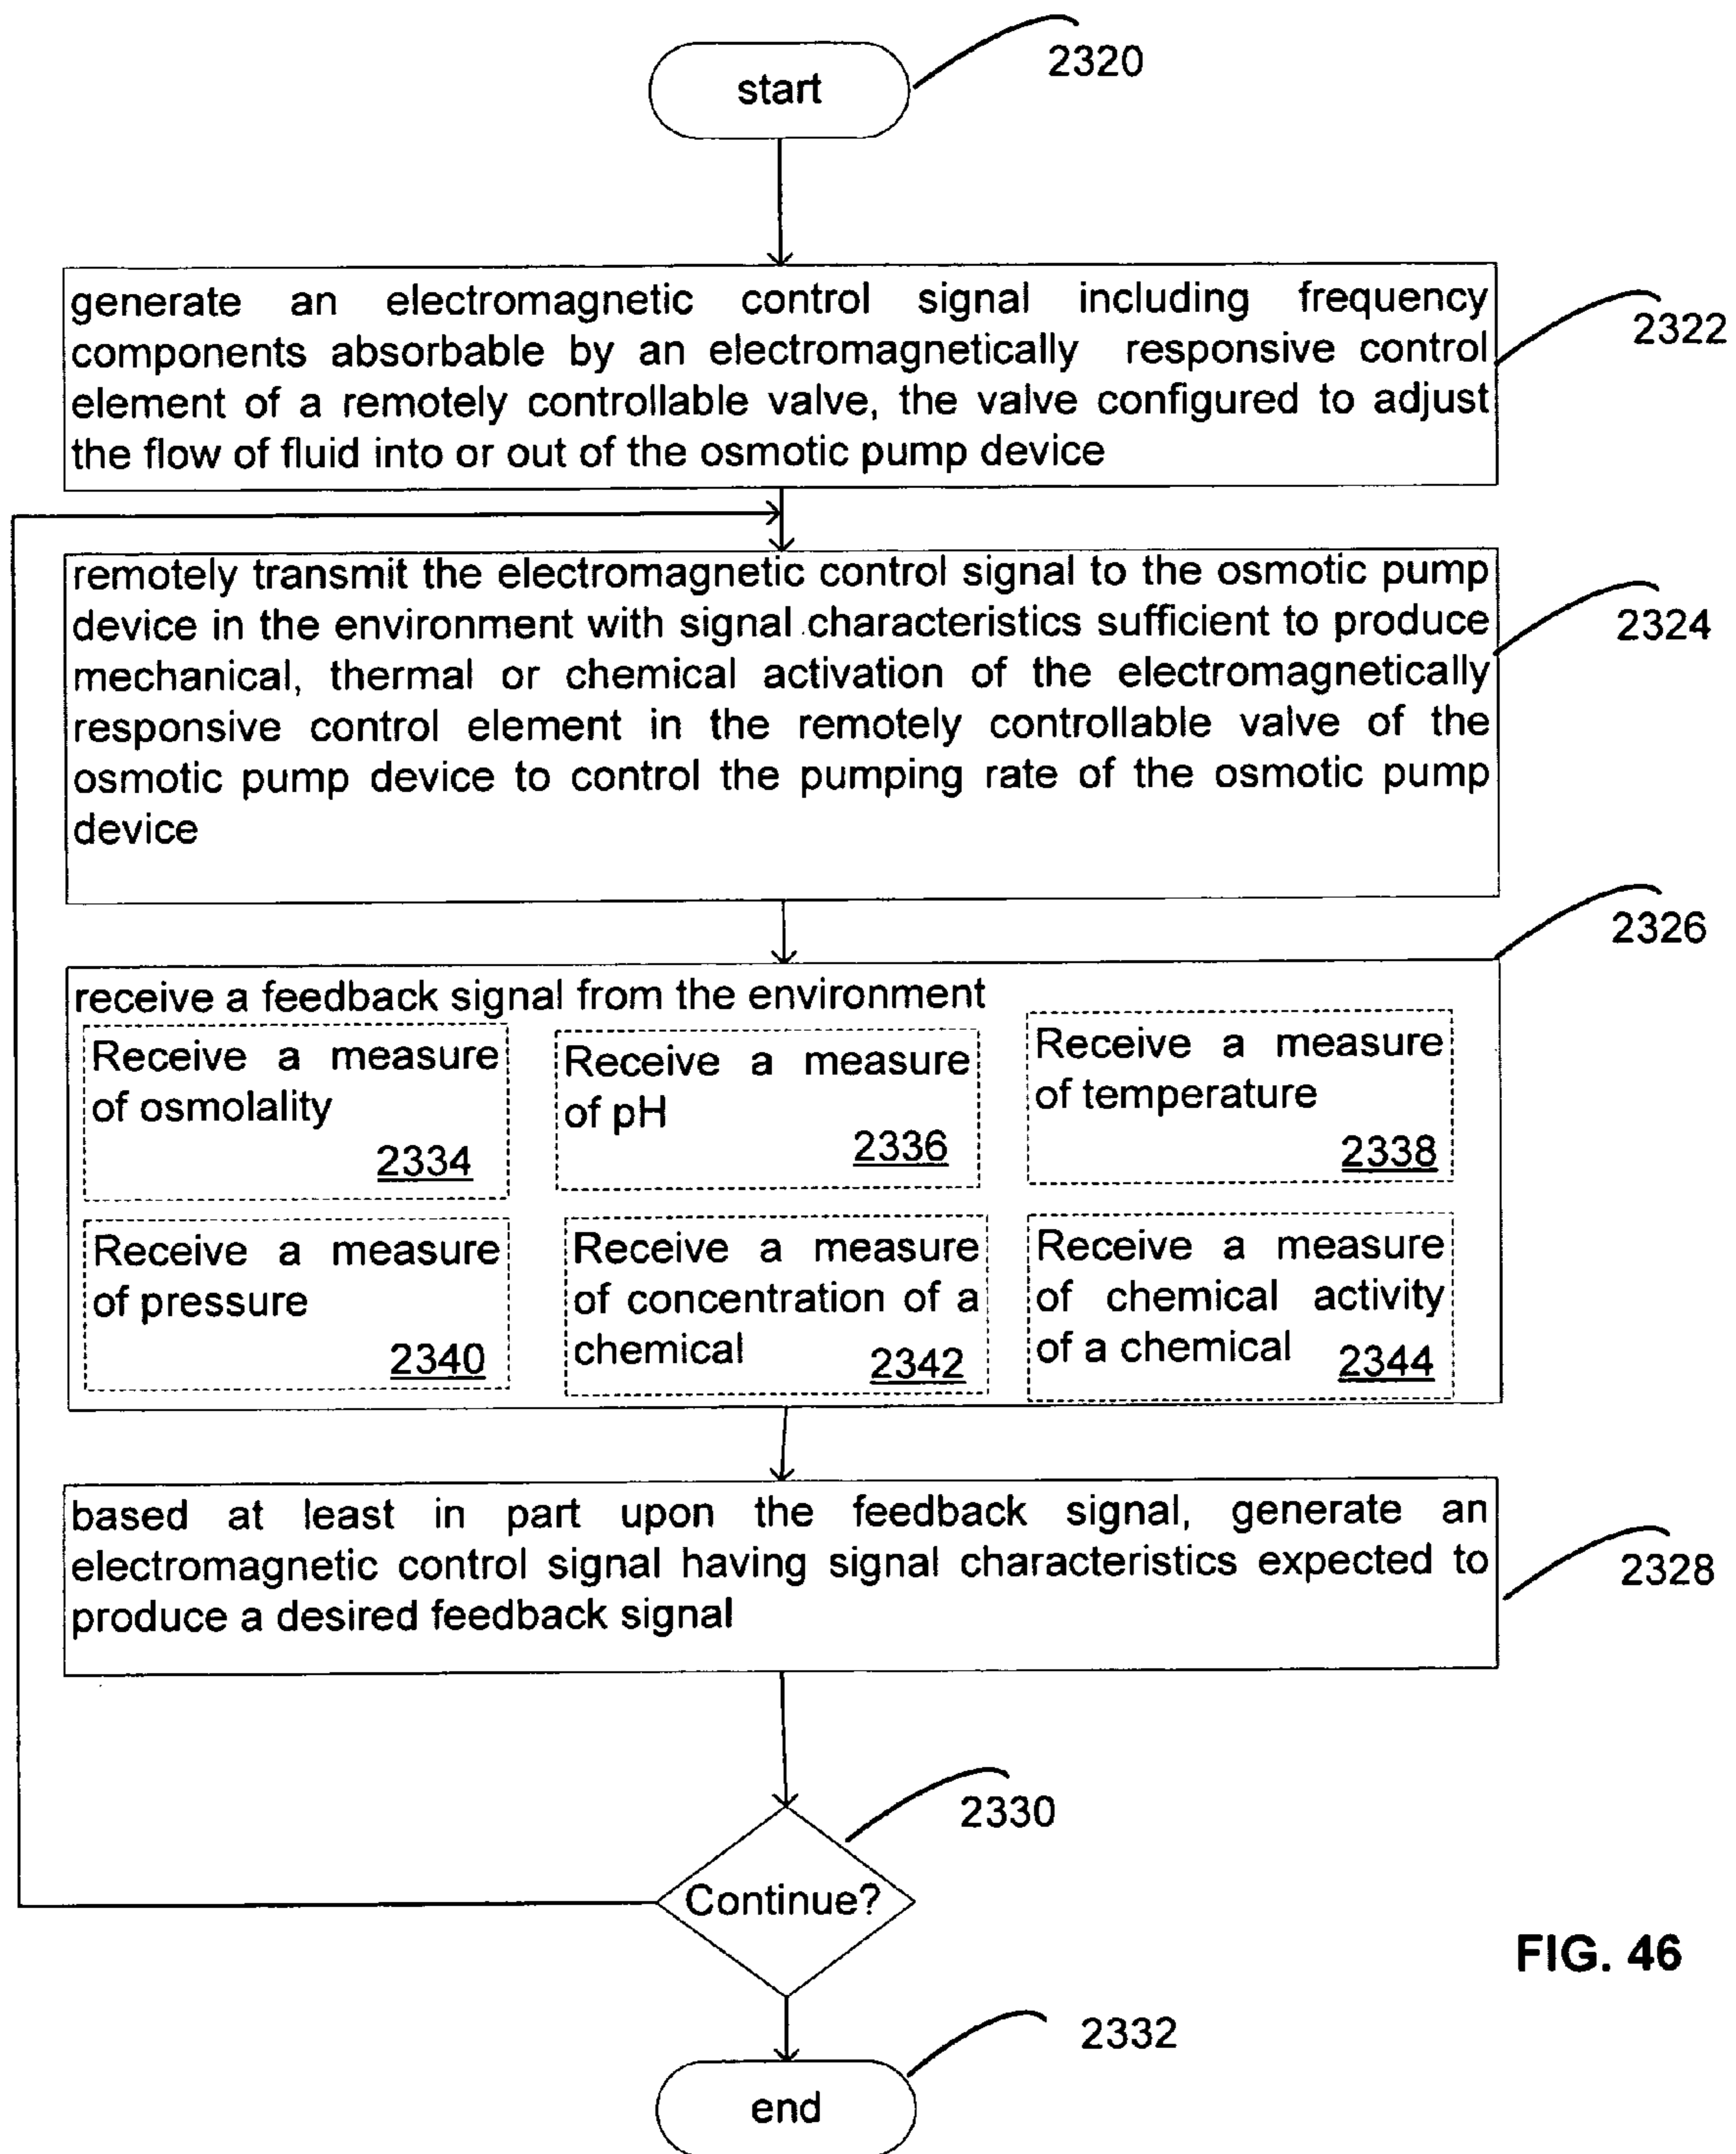 start
2320
generate an electromagnetic control signal including frequency
components absorbable by an electromagnetically responsive control
element of a remotely controllable valve, the valve configured to adjust
the flow of fluid into or out of the osmotic pump device
2322
remotely transmit the electromagnetic control signal to the osmotic pump
device in the environment with signal characteristics sufficient to produce
mechanical, thermal or chemical activation of the electromagnetically
responsive control element in the remotely controllable valve of the
osmotic pump device to control the pumping rate of the osmotic pump
device
2324
2326
receive a feedback signal from the environment
Receive a measure
of osmolality
2334
Receive a measure
of pH
2336
Receive a measure
of temperature
2338
Receive a measure
of pressure
2340
Receive a measure
of concentration of a
chemical
2342
Receive a measure
of chemical activity
of a chemical
2344
based at least in part upon the feedback signal, generate an
electromagnetic control signal having signal characteristics expected to
produce a desired feedback signal
2328
2330
Continue?
FIG. 46
2332
end